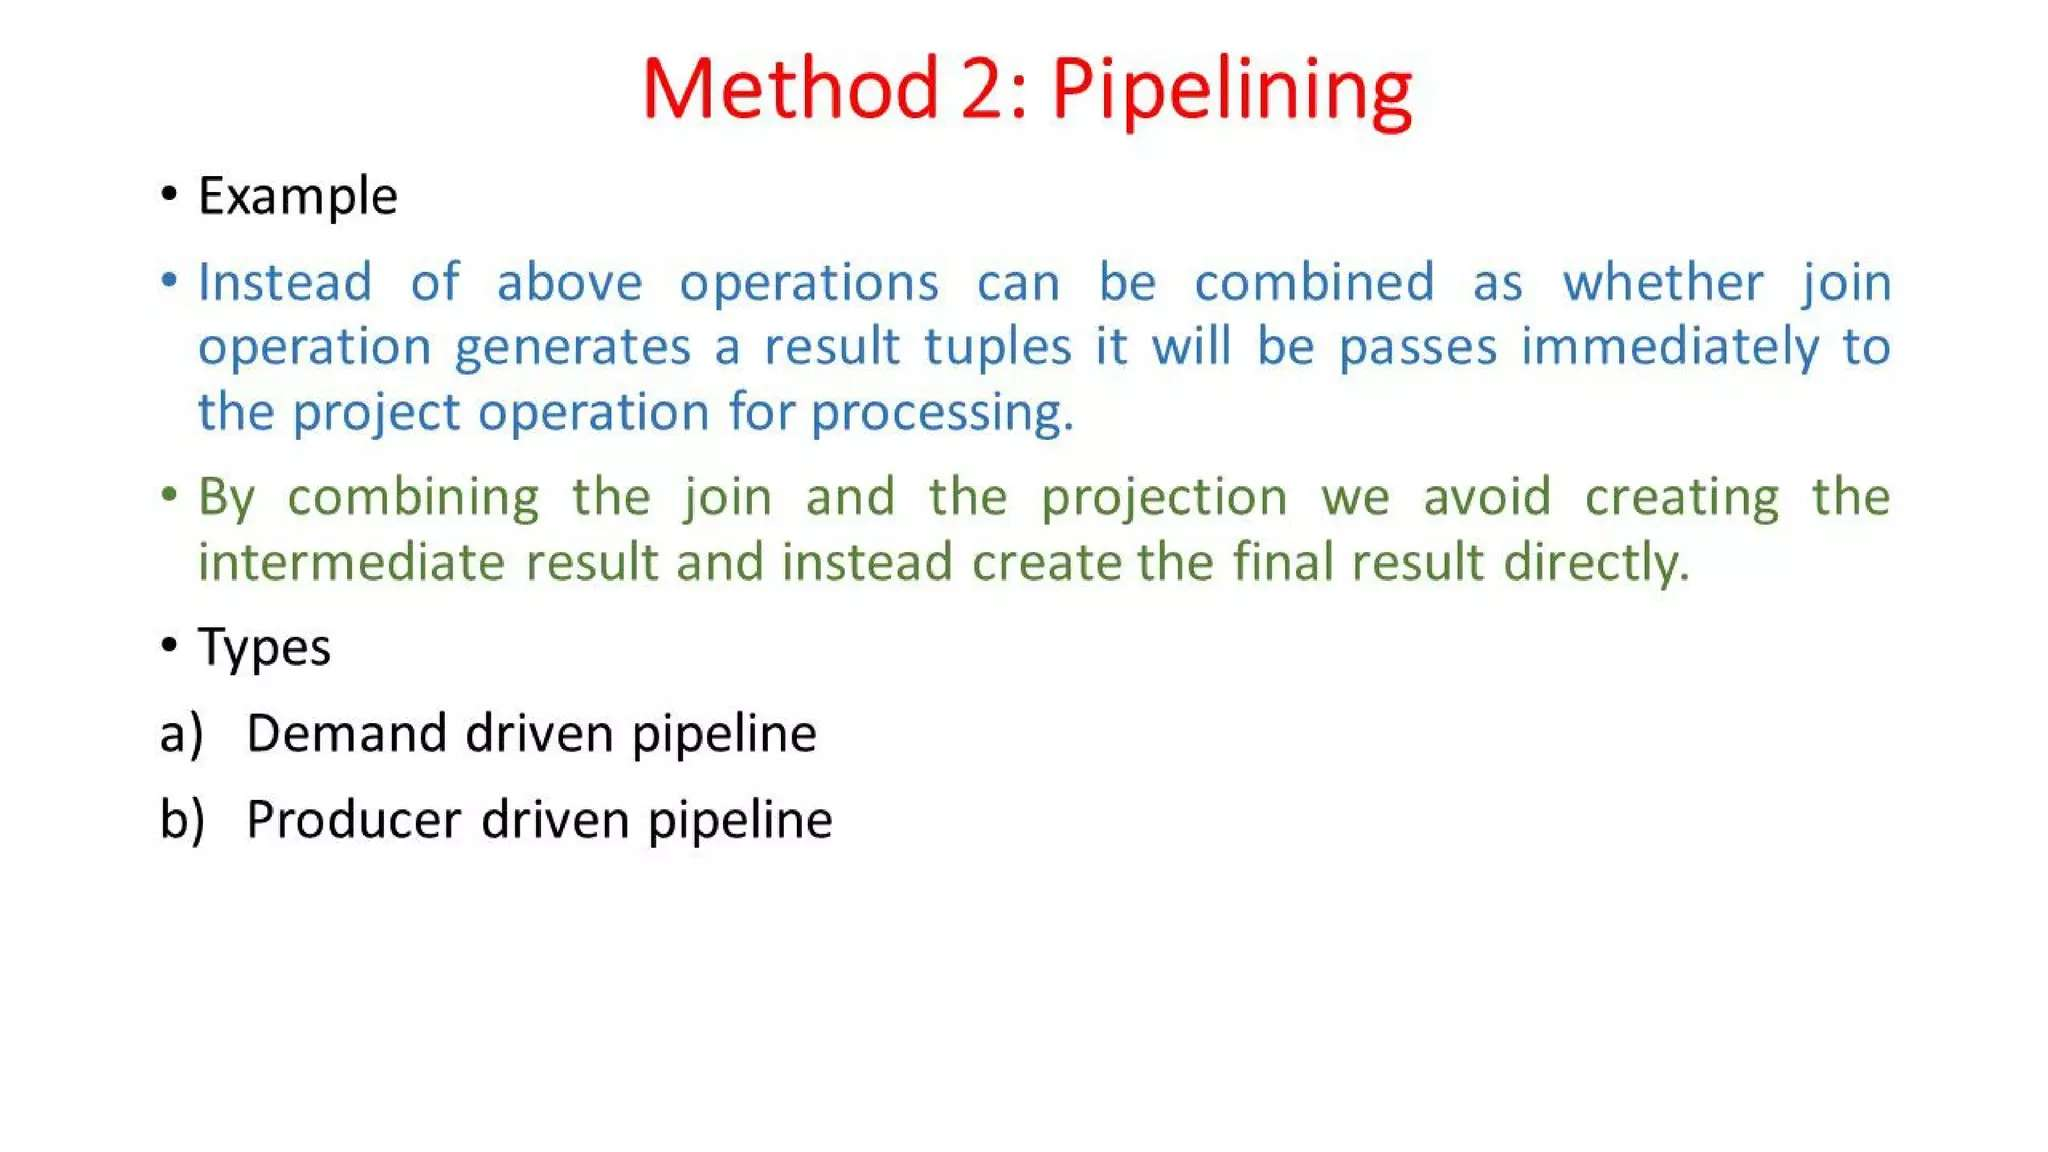 Method 2: Pipelining
• Example
• Instead of above operations can be combined as whether join
operation generates a result tuples it will be passes immediately to
the project operation for processing.
• By combining the join and the projection we avoid creating the
intermediate result and instead create the final result directly.
• Types
a) Demand driven pipeline
b) Producer driven pipeline